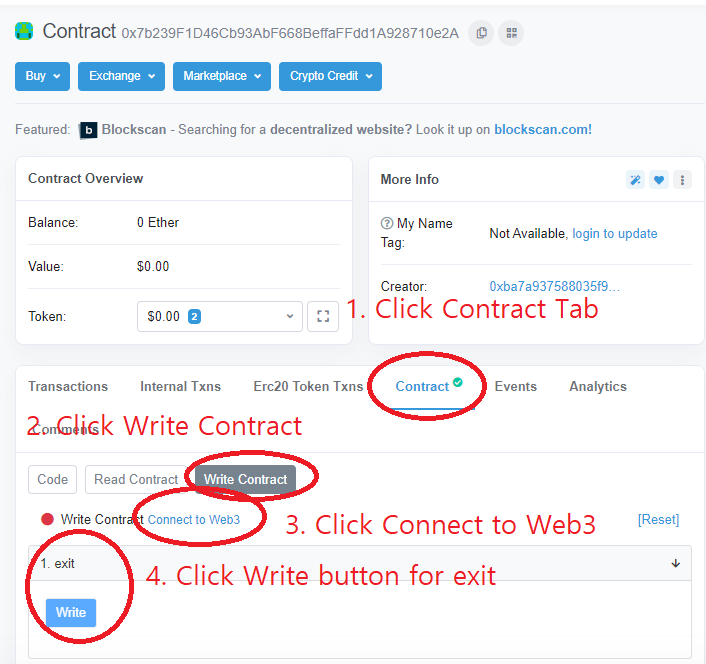 Contract 0x7b239F1D46Cb93AbF668BeffaFFdd1A928710e2A
Buy Exchange Marketplace Crypto Credit
Featured: b Blockscan - Searching for a decentralized website? Look it up on blockscan.com!
Contract Overview
Balance: 0 Ether
Value: $0.00
Token: $0.00 2
More Info
? My Name Tag: Not Available, login to update
Creator: 0xba7a937588035f9...
1. Click Contract Tab
Transactions Internal Txns Erc20 Token Txns Contract Events Analytics
Comments
2. Click Write Contract
Code Read Contract Write Contract
Write Contract Connect to Web3 [Reset]
3. Click Connect to Web3
1. exit
4. Click Write button for exit
Write